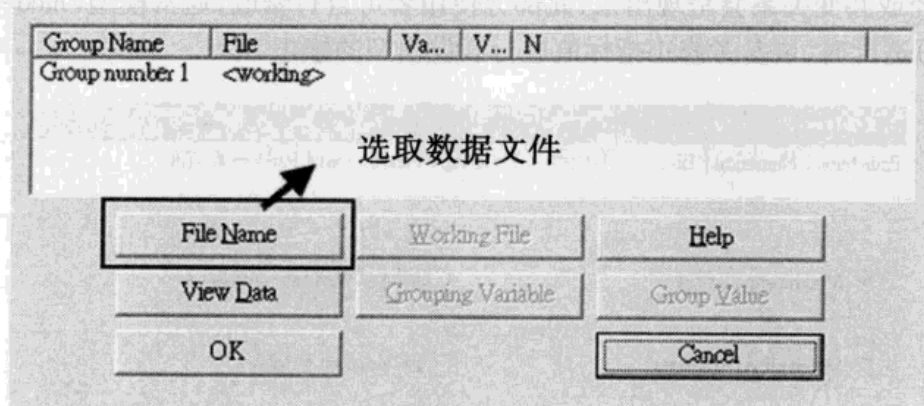 Group Name File Va... V... N
Group number 1 <working>
选取数据文件
File Name Working File Help
View Data Grouping Variable Group Value
OK Cancel